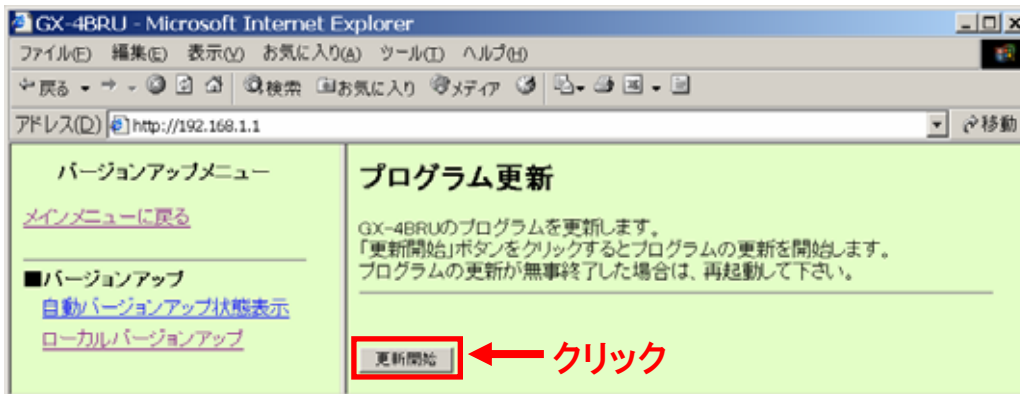 GX-4BRU - Microsoft Internet Explorer
ファイル(F) 編集(E) 表示(V) お気に入り(A) ツール(T) ヘルプ(H)
戻る 検索 お気に入り メディア
アドレス(D) http://192.168.1.1 移動
バージョンアップメニュー
メインメニューに戻る
■バージョンアップ
自動バージョンアップ状態表示
ローカルバージョンアップ
プログラム更新
GX-4BRUのプログラムを更新します。
「更新開始」ボタンをクリックするとプログラムの更新を開始します。
プログラムの更新が無事終了した場合は、再起動して下さい。
更新開始 クリック